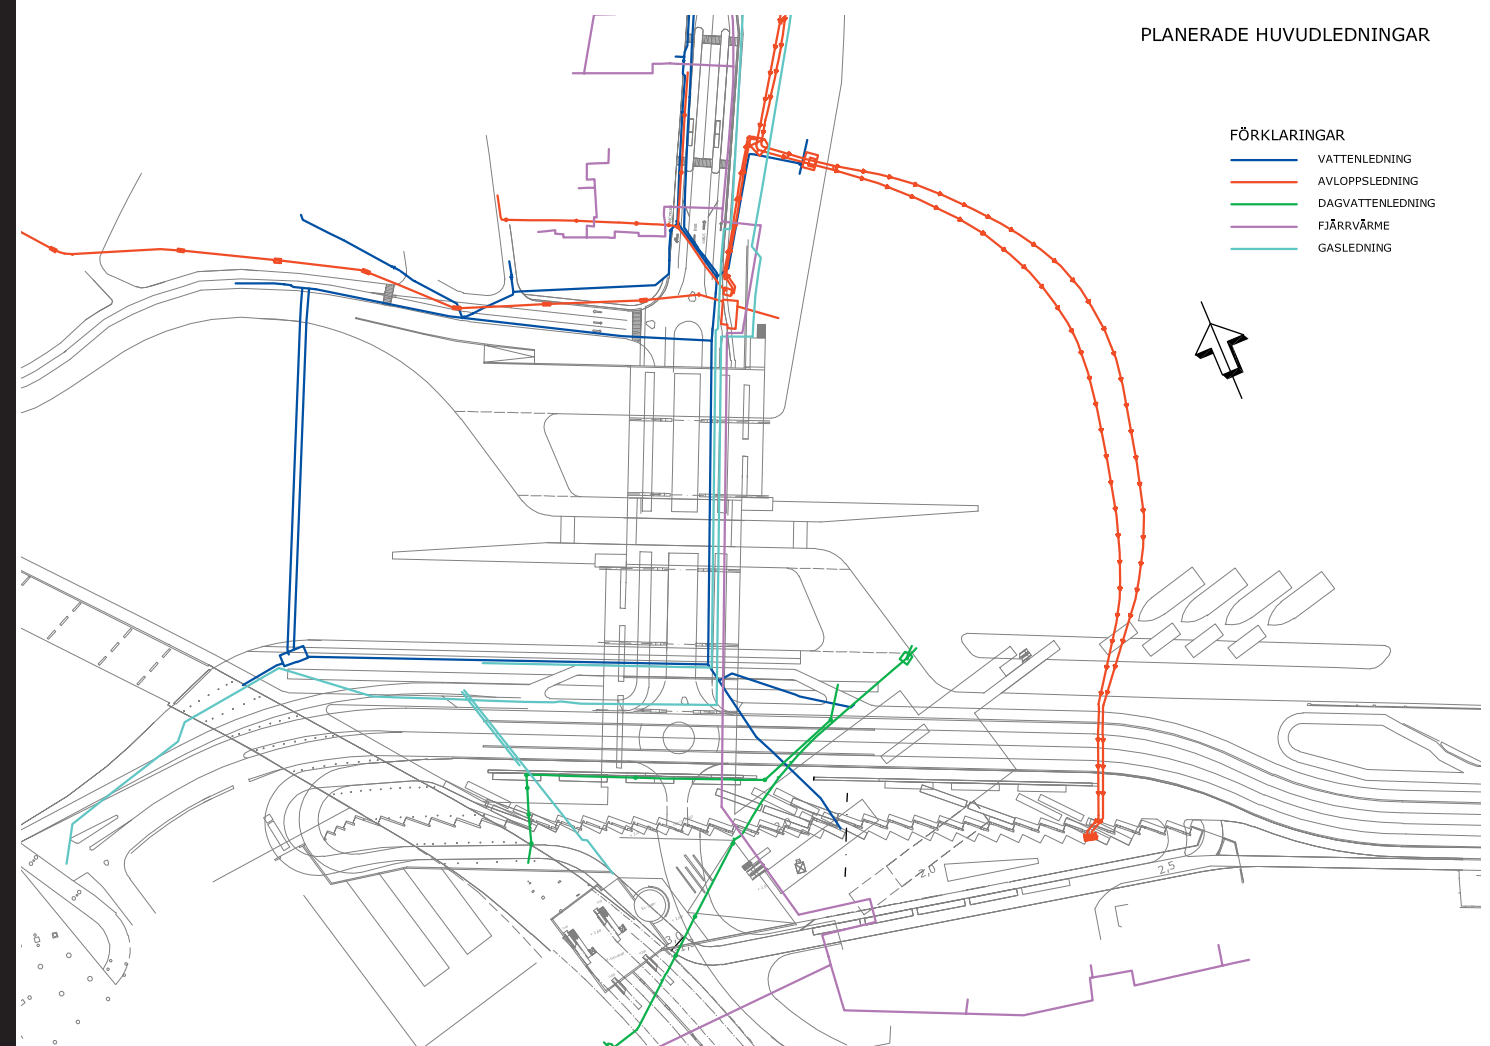 PLANERADE HUVUDLEDNINGAR
FÖRKLARINGAR
VATTENLEDNING
AVLOPPSLEDNING
DAGVATTENLEDNING
FJÄRRVÄRME
GASLEDNING
2,0
2,5